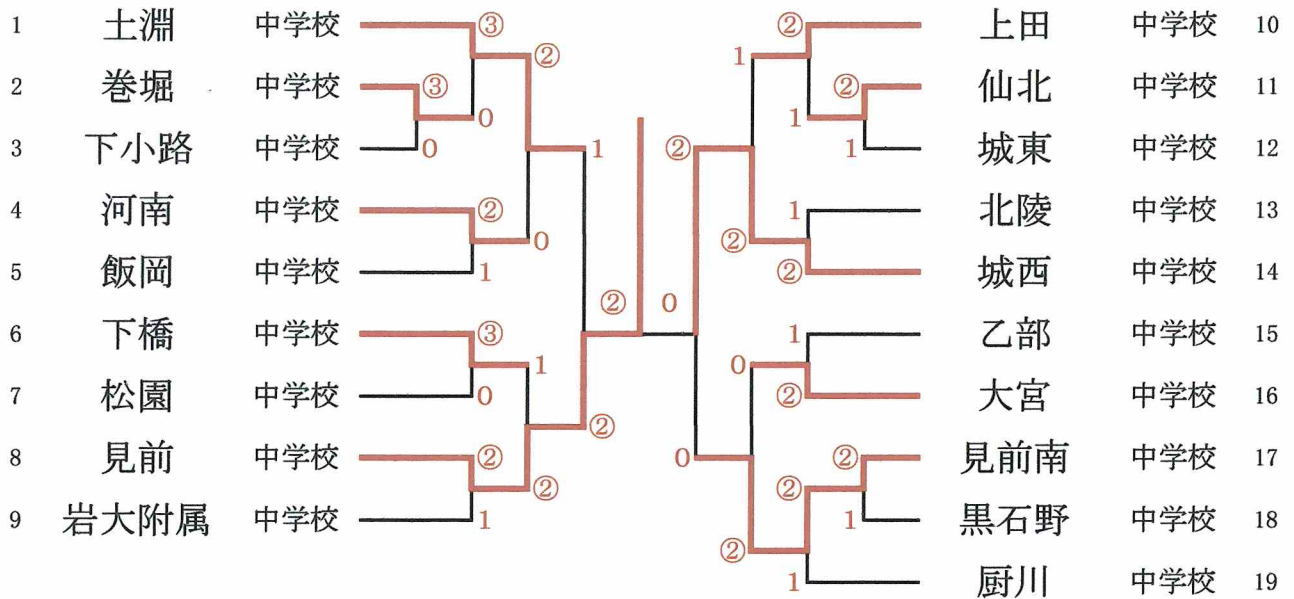 1 土淵 中学校 ③ ② 上田 中学校 10
② 1
2 巻堀 中学校 ③ ② 仙北 中学校 11
0 1
3 下小路 中学校 0 1 ② 1 城東 中学校 12
4 河南 中学校 ② 1 北陵 中学校 13
0 ②
5 飯岡 中学校 1 ② 城西 中学校 14
② 0
6 下橋 中学校 ③ 1 乙部 中学校 15
1 0
7 松園 中学校 0 ② 大宮 中学校 16
②
8 見前 中学校 ② 0 ② 見前南 中学校 17
② ②
9 岩大附属 中学校 1 1 黒石野 中学校 18
②
1 厨川 中学校 19